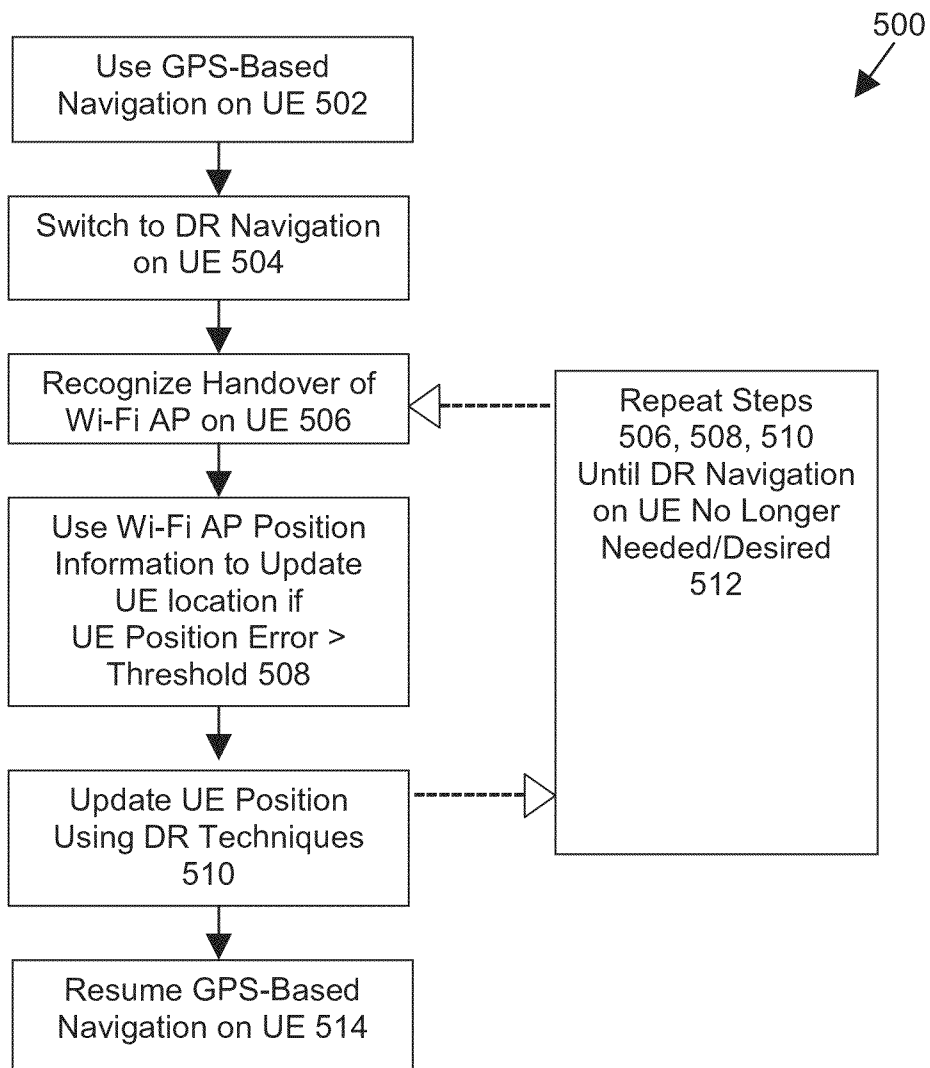 500
Use GPS-Based
Navigation on UE 502
Switch to DR Navigation
on UE 504
Recognize Handover of
Wi-Fi AP on UE 506
Use Wi-Fi AP Position
Information to Update
UE location if
UE Position Error >
Threshold 508
Update UE Position
Using DR Techniques
510
Repeat Steps
506, 508, 510
Until DR Navigation
on UE No Longer
Needed/Desired
512
Resume GPS-Based
Navigation on UE 514